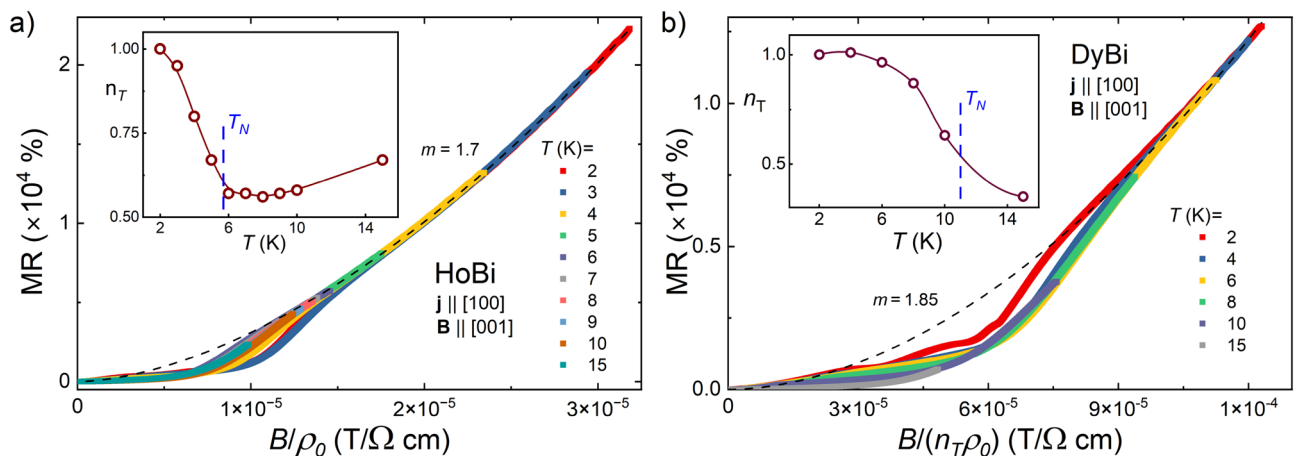 a)
MR (×10⁴ %)
2
1
0
0
1×10⁻⁵
2×10⁻⁵
3×10⁻⁵
B/ρ₀ (T/Ω cm)
n_T
1.00
0.75
0.50
2
6
10
14
T (K)
T_N
m = 1.7
HoBi
j || [100]
B || [001]
T (K)=
2
3
4
5
6
7
8
9
10
15
b)
MR (×10⁴ %)
1.0
0.5
0.0
0
3×10⁻⁵
6×10⁻⁵
9×10⁻⁵
1×10⁻⁴
B/(n_Tρ₀) (T/Ω cm)
n_T
1.0
0.5
2
6
10
14
T (K)
T_N
DyBi
j || [100]
B || [001]
m = 1.85
T (K)=
2
4
6
8
10
15